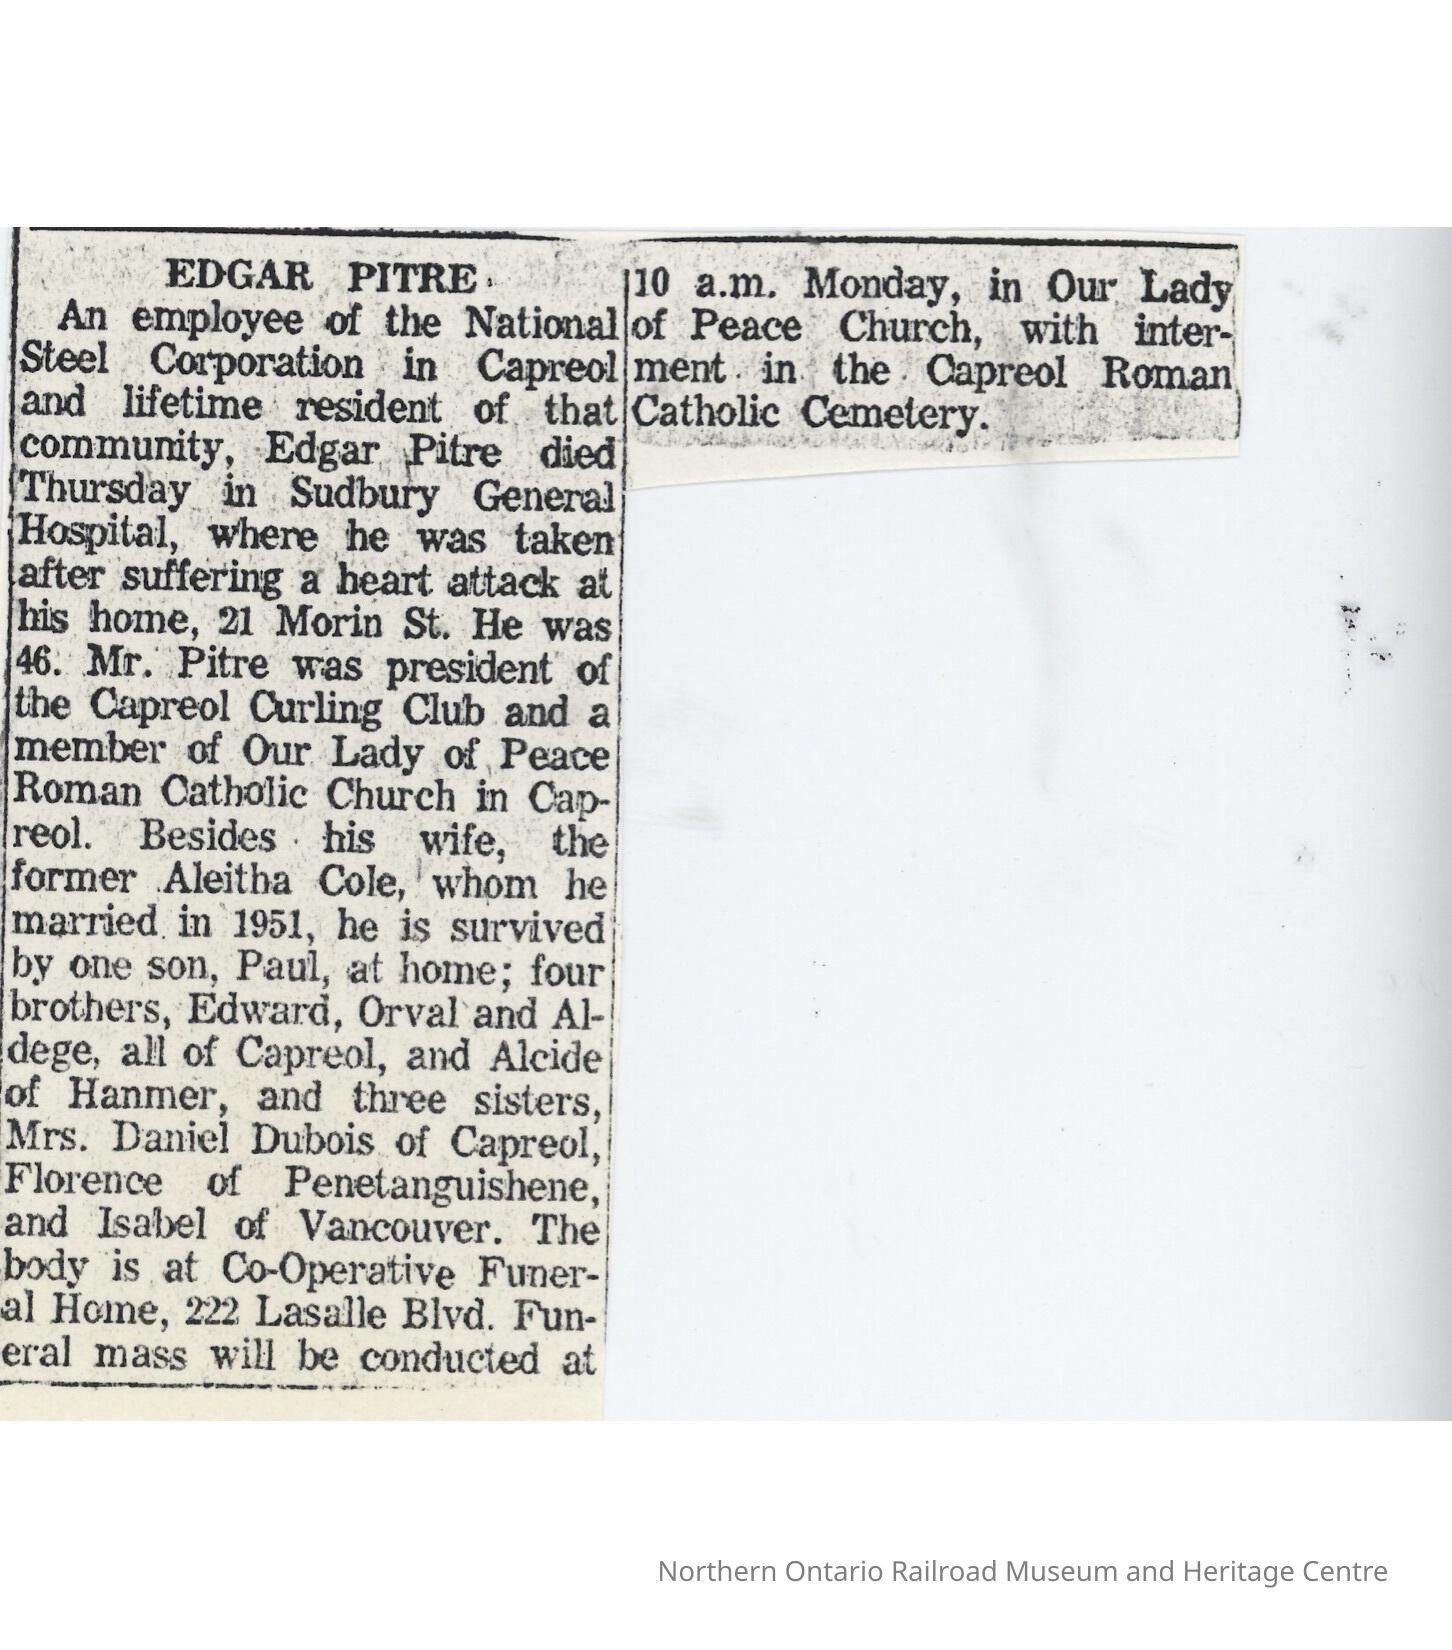 EDGAR PITRE
An employee of the National
Steel Corporation in Capreol
and lifetime resident of that
community, Edgar Pitre died
Thursday in Sudbury General
Hospital, where he was taken
after suffering a heart attack at
his home, 21 Morin St. He was
46. Mr. Pitre was president of
the Capreol Curling Club and a
member of Our Lady of Peace
Roman Catholic Church in Cap-
reol. Besides his wife, the
former Aleitha Cole, whom he
married in 1951, he is survived
by one son, Paul, at home; four
brothers, Edward, Orval and Al-
dege, all of Capreol, and Alcide
of Hanmer, and three sisters,
Mrs. Daniel Dubois of Capreol,
Florence of Penetanguishene,
and Isabel of Vancouver. The
body is at Co-Operative Funer-
al Home, 222 Lasalle Blvd. Fun-
eral mass will be conducted at
10 a.m. Monday, in Our Lady
of Peace Church, with inter-
ment in the Capreol Roman
Catholic Cemetery.
Northern Ontario Railroad Museum and Heritage Centre